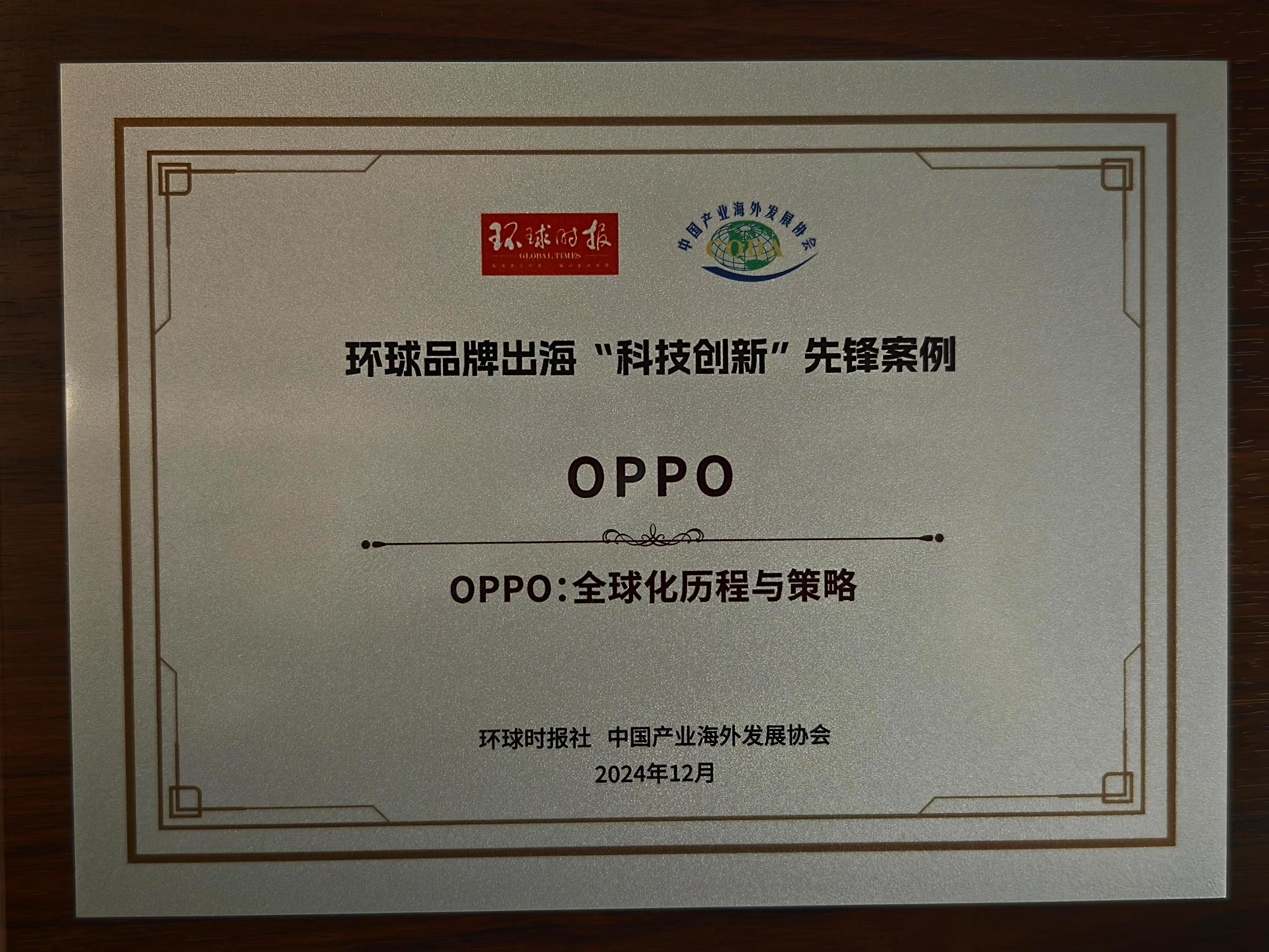 环球时报
GLOBAL TIMES
中国产业海外发展协会
环球品牌出海“科技创新”先锋案例
OPPO
OPPO：全球化历程与策略
环球时报社 中国产业海外发展协会
2024年12月